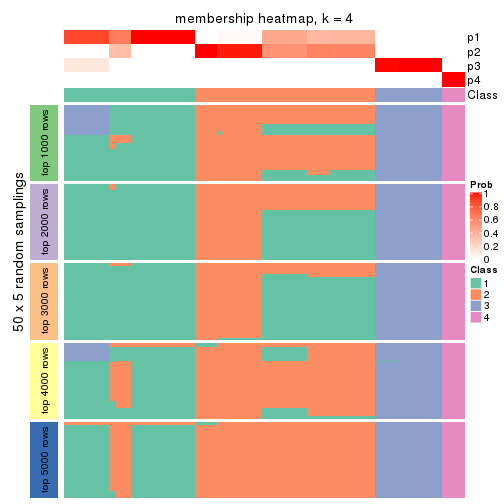 membership heatmap, k = 4
p1
p2
p3
p4
Class
50 x 5 random samplings
top 1000 rows
top 2000 rows
top 3000 rows
top 4000 rows
top 5000 rows
Prob
1
0.8
0.6
0.4
0.2
0
Class
1
2
3
4